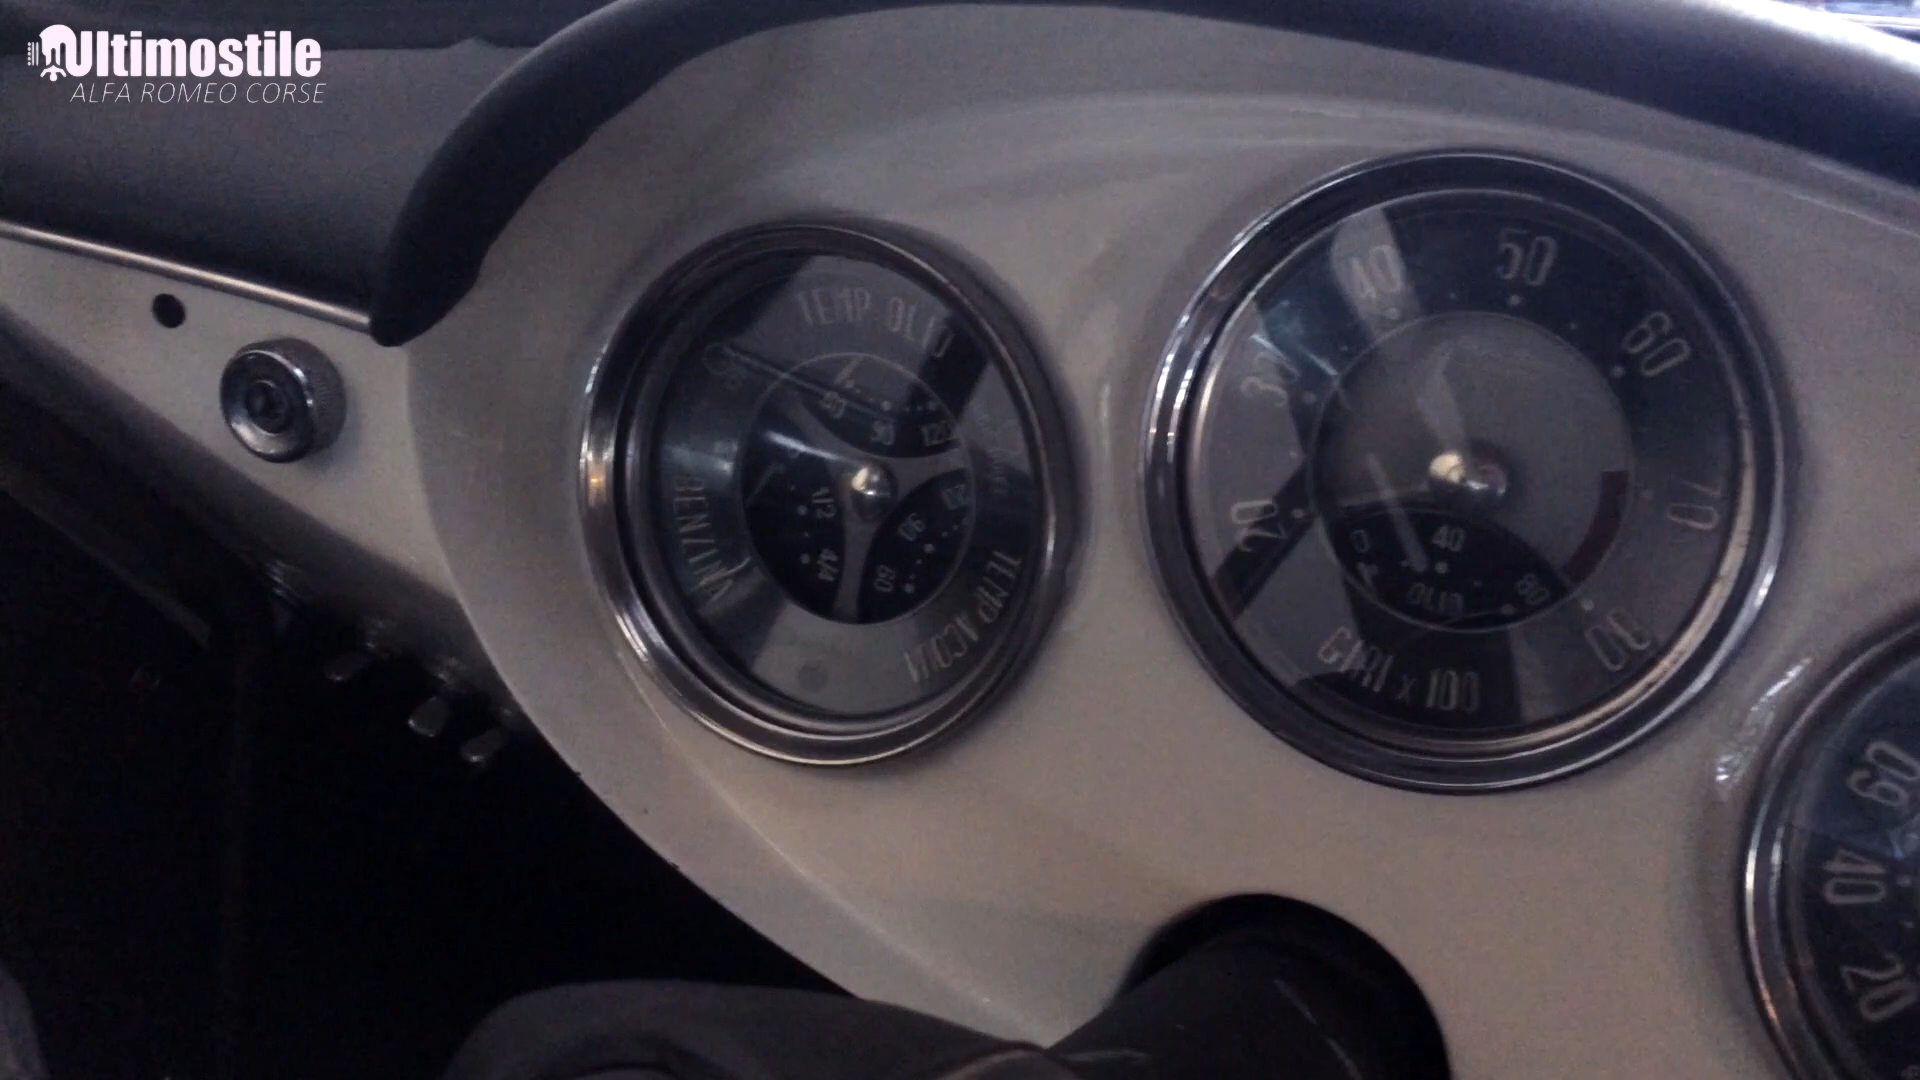 Ultimostile
ALFA ROMEO CORSE
TEMP OLIO
50
90
120
BENZINA
1/2
4/4
TEMP ACQUA
60
90
20
30
40
50
60
70
80
0
40
80
OLIO
GIRI x 100
60
40
20